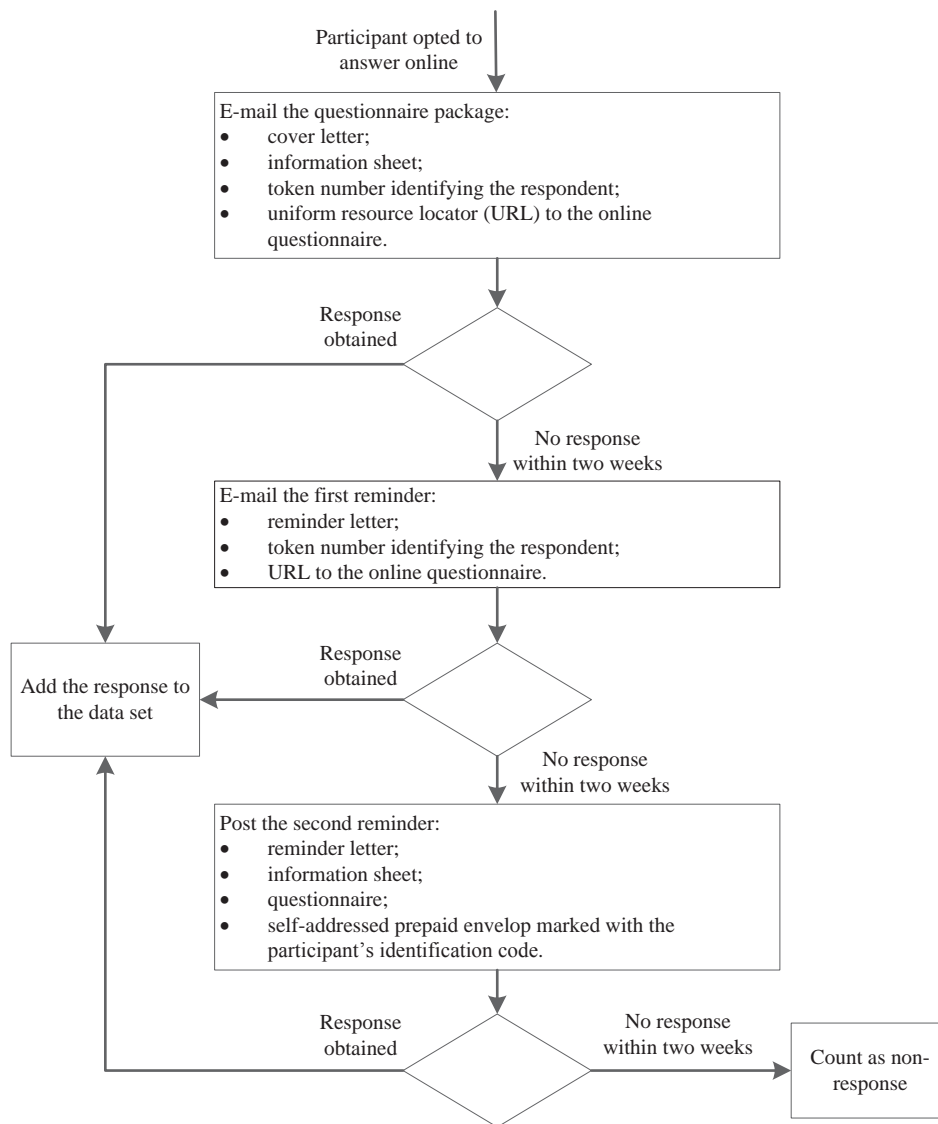 Participant opted to
answer online
E-mail the questionnaire package:
• cover letter;
• information sheet;
• token number identifying the respondent;
• uniform resource locator (URL) to the online
questionnaire.
Response
obtained
No response
within two weeks
E-mail the first reminder:
• reminder letter;
• token number identifying the respondent;
• URL to the online questionnaire.
Response
obtained
Add the response to
the data set
No response
within two weeks
Post the second reminder:
• reminder letter;
• information sheet;
• questionnaire;
• self-addressed prepaid envelop marked with the
participant’s identification code.
Response
obtained
No response
within two weeks
Count as non-
response